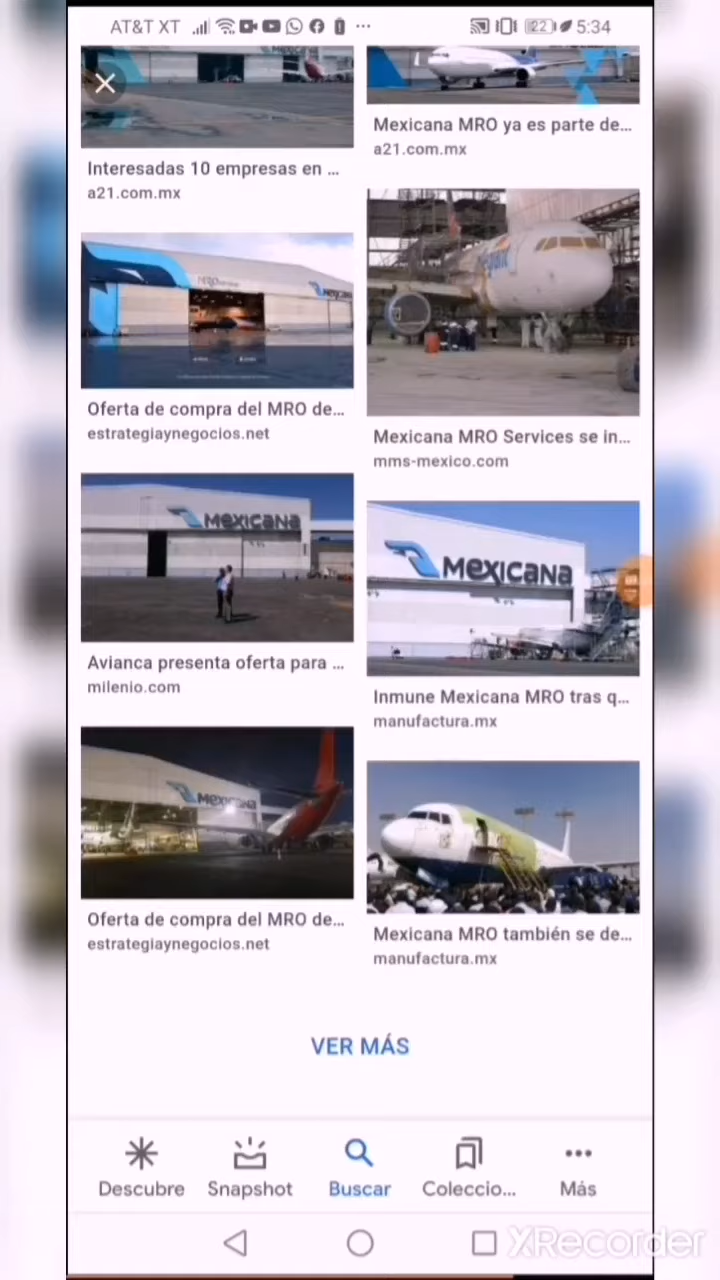 AT&T XT
22
5:34
Interesadas 10 empresas en ...
a21.com.mx
Mexicana MRO ya es parte de...
a21.com.mx
mexicana
Oferta de compra del MRO de...
estrategiaynegocios.net
Mexicana MRO Services se in...
mms-mexico.com
mexicana
Avianca presenta oferta para ...
milenio.com
mexicana
Inmune Mexicana MRO tras q...
manufactura.mx
mexicana
Oferta de compra del MRO de...
estrategiaynegocios.net
Mexicana MRO también se de...
manufactura.mx
VER MÁS
Descubre
Snapshot
Buscar
Coleccio...
Más
XRecorder